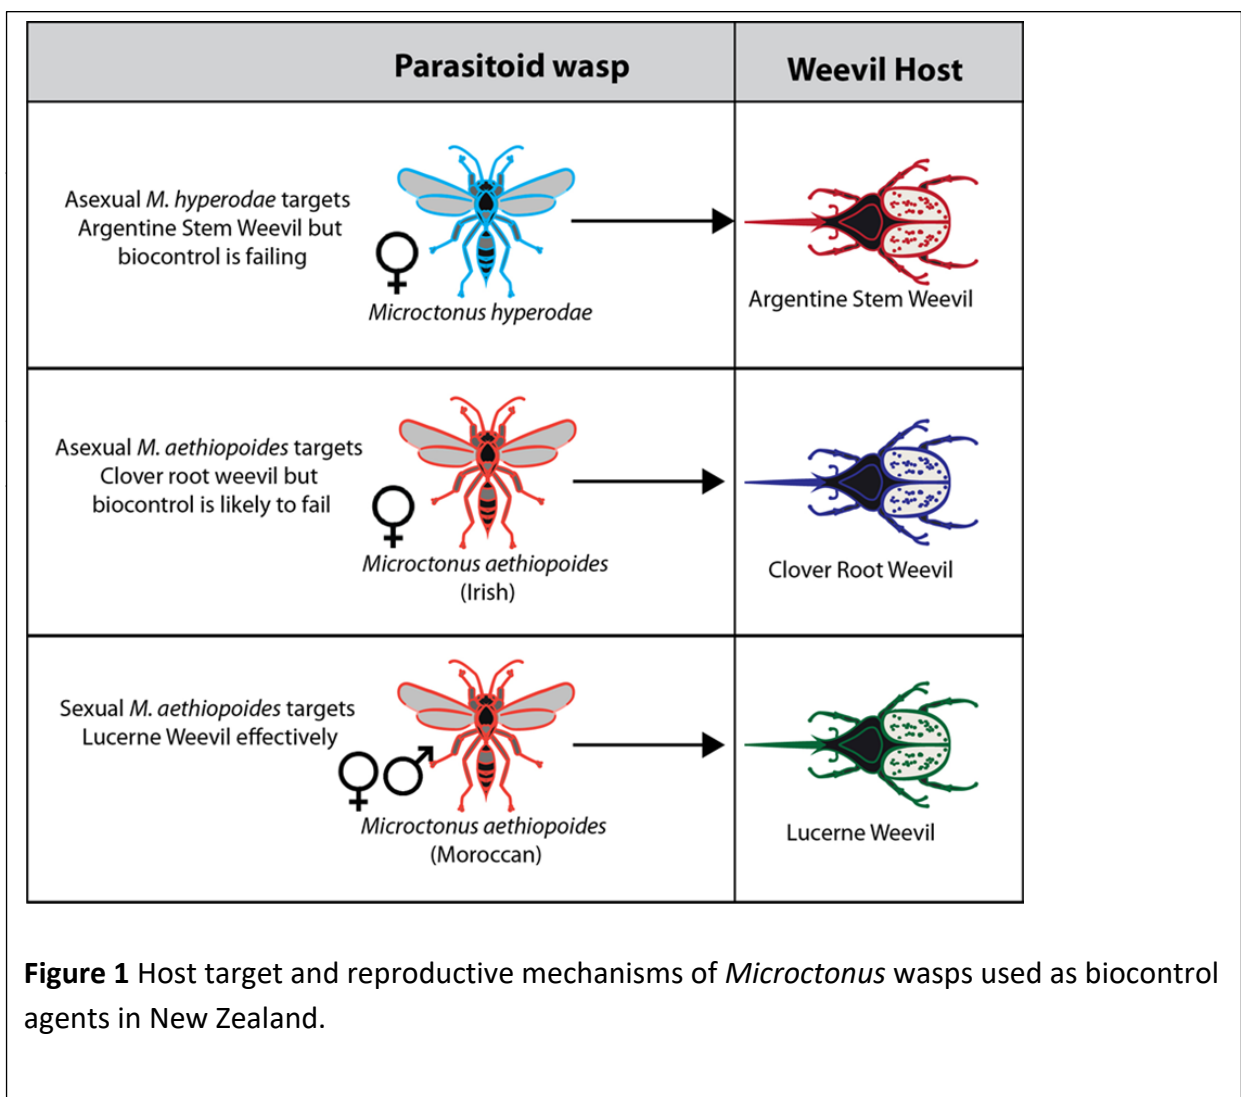 Parasitoid wasp
Weevil Host
Asexual M. hyperodae targets
Argentine Stem Weevil but
biocontrol is failing
Microctonus hyperodae
Argentine Stem Weevil
Asexual M. aethiopoides targets
Clover root weevil but
biocontrol is likely to fail
Microctonus aethiopoides
(Irish)
Clover Root Weevil
Sexual M. aethiopoides targets
Lucerne Weevil effectively
Microctonus aethiopoides
(Moroccan)
Lucerne Weevil
Figure 1 Host target and reproductive mechanisms of Microctonus wasps used as biocontrol
agents in New Zealand.